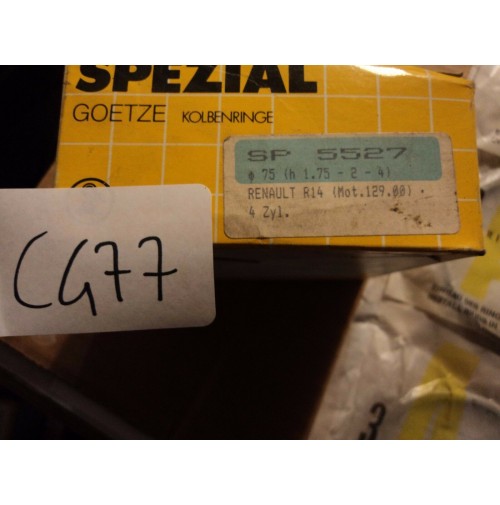 SPEZIAL
GOETZE KOLBENRINGE
SP 5527
φ 75 (h 1.75 - 2 - 4)
RENAULT R14 (Mot.129.00) .
4 Zyl.
CG77